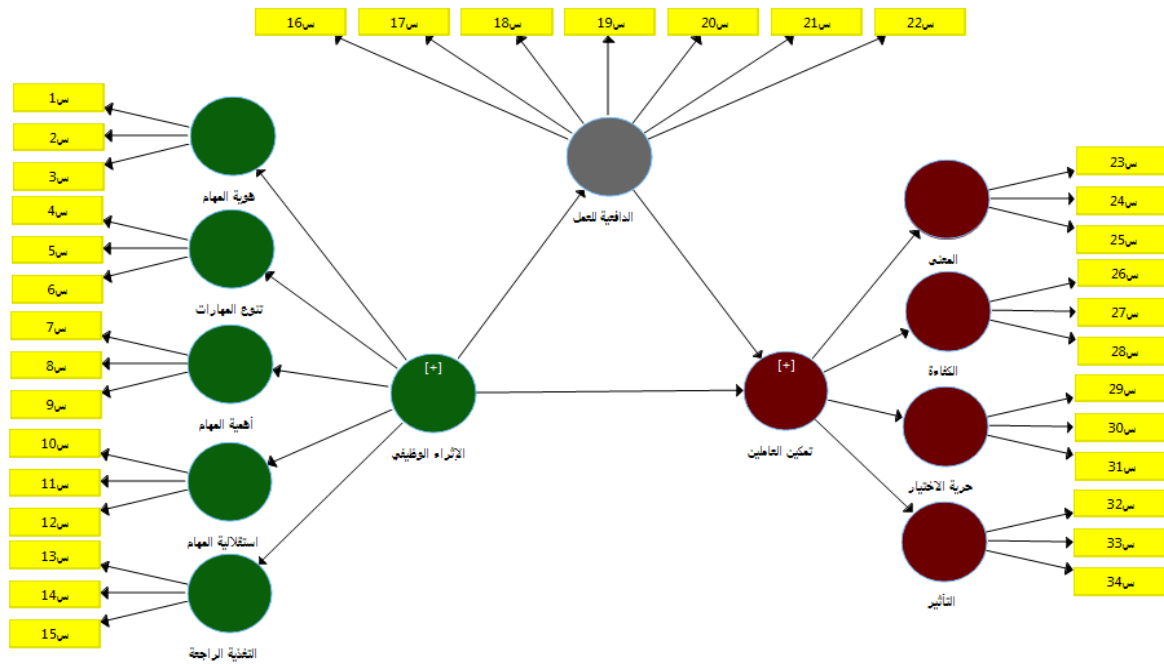 س16
س17
س18
س19
س20
س21
س22
س1
س2
س3
هوية المهام
س4
س5
س6
تنوع المهارات
س7
س8
س9
أهمية المهام
س10
س11
س12
استقلالية المهام
س13
س14
س15
التغذية الراجعة
[+]
الإثراء الوظيفي
الدافعية للعمل
[+]
تمكين العاملين
س23
س24
س25
المعنى
س26
س27
س28
الكفاءة
س29
س30
س31
حرية الاختيار
س32
س33
س34
التأثير